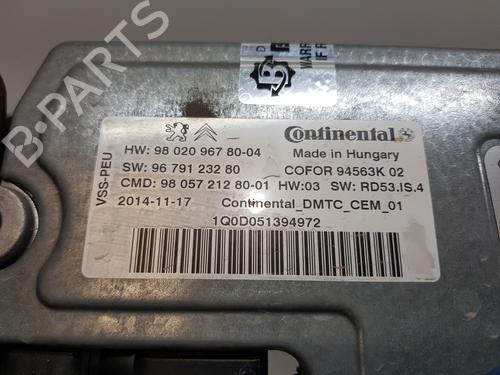 B-PARTS
WARR
IF R
Continental
HW: 98 020 967 80-04
Made in Hungary
SW: 96 791 232 80
COFOR 94563K 02
CMD: 98 057 212 80-01 HW:03 SW: RD53.IS.4
2014-11-17 Continental_DMTC_CEM_01
1Q0D051394972
VSS-PEU